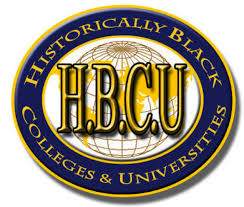 HISTORICALLY BLACK
H.B.C.U
COLLEGES & UNIVERSITIES